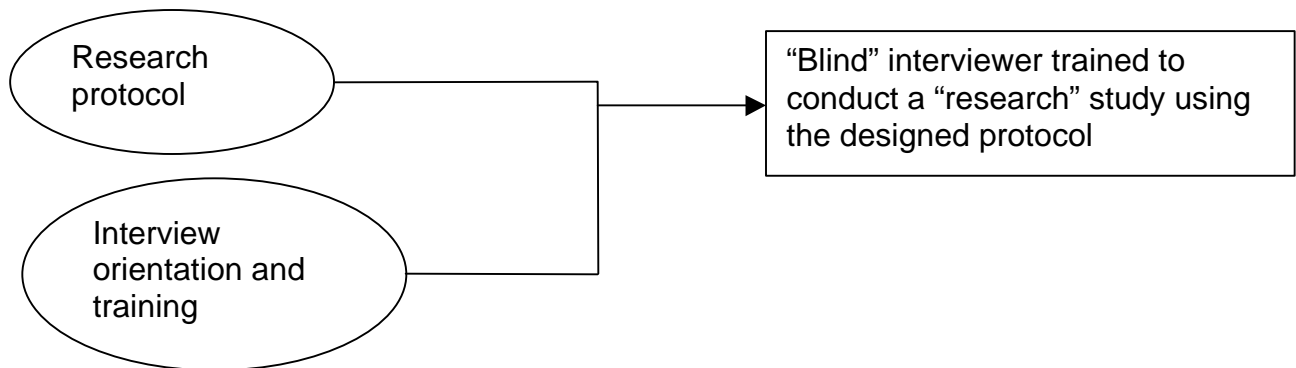 Research
protocol
“Blind” interviewer trained to
conduct a “research” study using
the designed protocol
Interview
orientation and
training